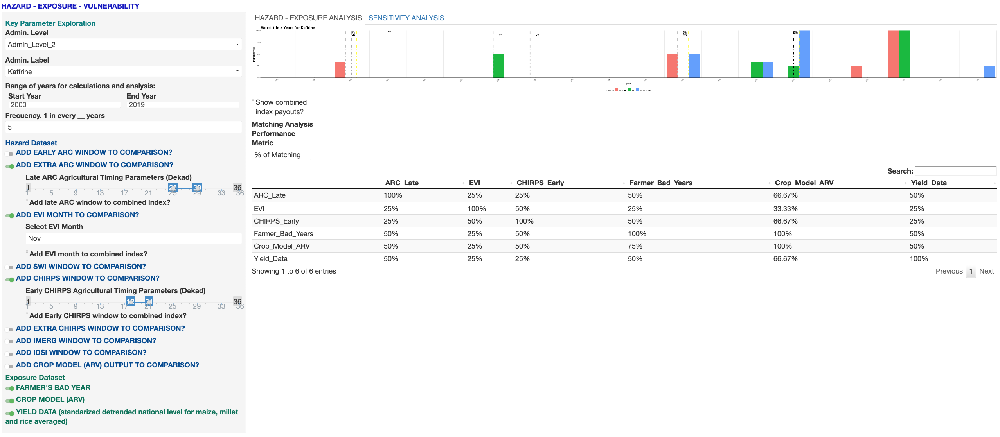 HAZARD - EXPOSURE - VULNERABILITY
Key Parameter Exploration
Admin. Level
Admin_Level_2
Admin. Label
Kaffrine
Range of years for calculations and analysis:
Start Year End Year
2000 2019
Frecuency. 1 in every __ years
5
Hazard Dataset
ADD EARLY ARC WINDOW TO COMPARISON?
ADD EXTRA ARC WINDOW TO COMPARISON?
Late ARC Agricultural Timing Parameters (Dekad)
1 25 29 36
1 5 9 13 17 21 25 29 33 36
Add late ARC window to combined index?
ADD EVI MONTH TO COMPARISON?
Select EVI Month
Nov
Add EVI month to combined index?
ADD SWI WINDOW TO COMPARISON?
ADD CHIRPS WINDOW TO COMPARISON?
Early CHIRPS Agricultural Timing Parameters (Dekad)
1 18 21 36
1 5 9 13 17 21 25 29 33 36
Add Early CHIRPS window to combined index?
ADD EXTRA CHIRPS WINDOW TO COMPARISON?
ADD IMERG WINDOW TO COMPARISON?
ADD IDSI WINDOW TO COMPARISON?
ADD CROP MODEL (ARV) OUTPUT TO COMPARISON?
Exposure Dataset
FARMER'S BAD YEAR
CROP MODEL (ARV)
YIELD DATA (standarized detrended national level for maize, millet
and rice averaged)
HAZARD - EXPOSURE ANALYSIS SENSITIVITY ANALYSIS
Worst 1 in 5 Years for Kaffrine
PERCENTAGE
YD YD YD YD
year
variable ARC_Late EVI CHIRPS_Early
Show combined
index payouts?
Matching Analysis
Performance
Metric
% of Matching
Search:
ARC_Late EVI CHIRPS_Early Farmer_Bad_Years Crop_Model_ARV Yield_Data
ARC_Late 100% 25% 25% 50% 66.67% 50%
EVI 25% 100% 50% 25% 33.33% 25%
CHIRPS_Early 25% 50% 100% 50% 66.67% 25%
Farmer_Bad_Years 50% 25% 50% 100% 100% 50%
Crop_Model_ARV 50% 25% 50% 75% 100% 50%
Yield_Data 50% 25% 25% 50% 66.67% 100%
Showing 1 to 6 of 6 entries
Previous 1 Next